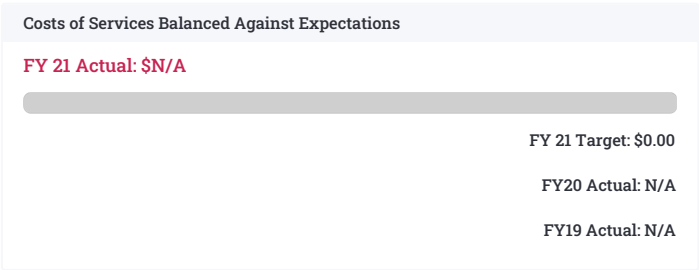 Costs of Services Balanced Against Expectations
FY 21 Actual: $N/A
FY 21 Target: $0.00
FY20 Actual: N/A
FY19 Actual: N/A